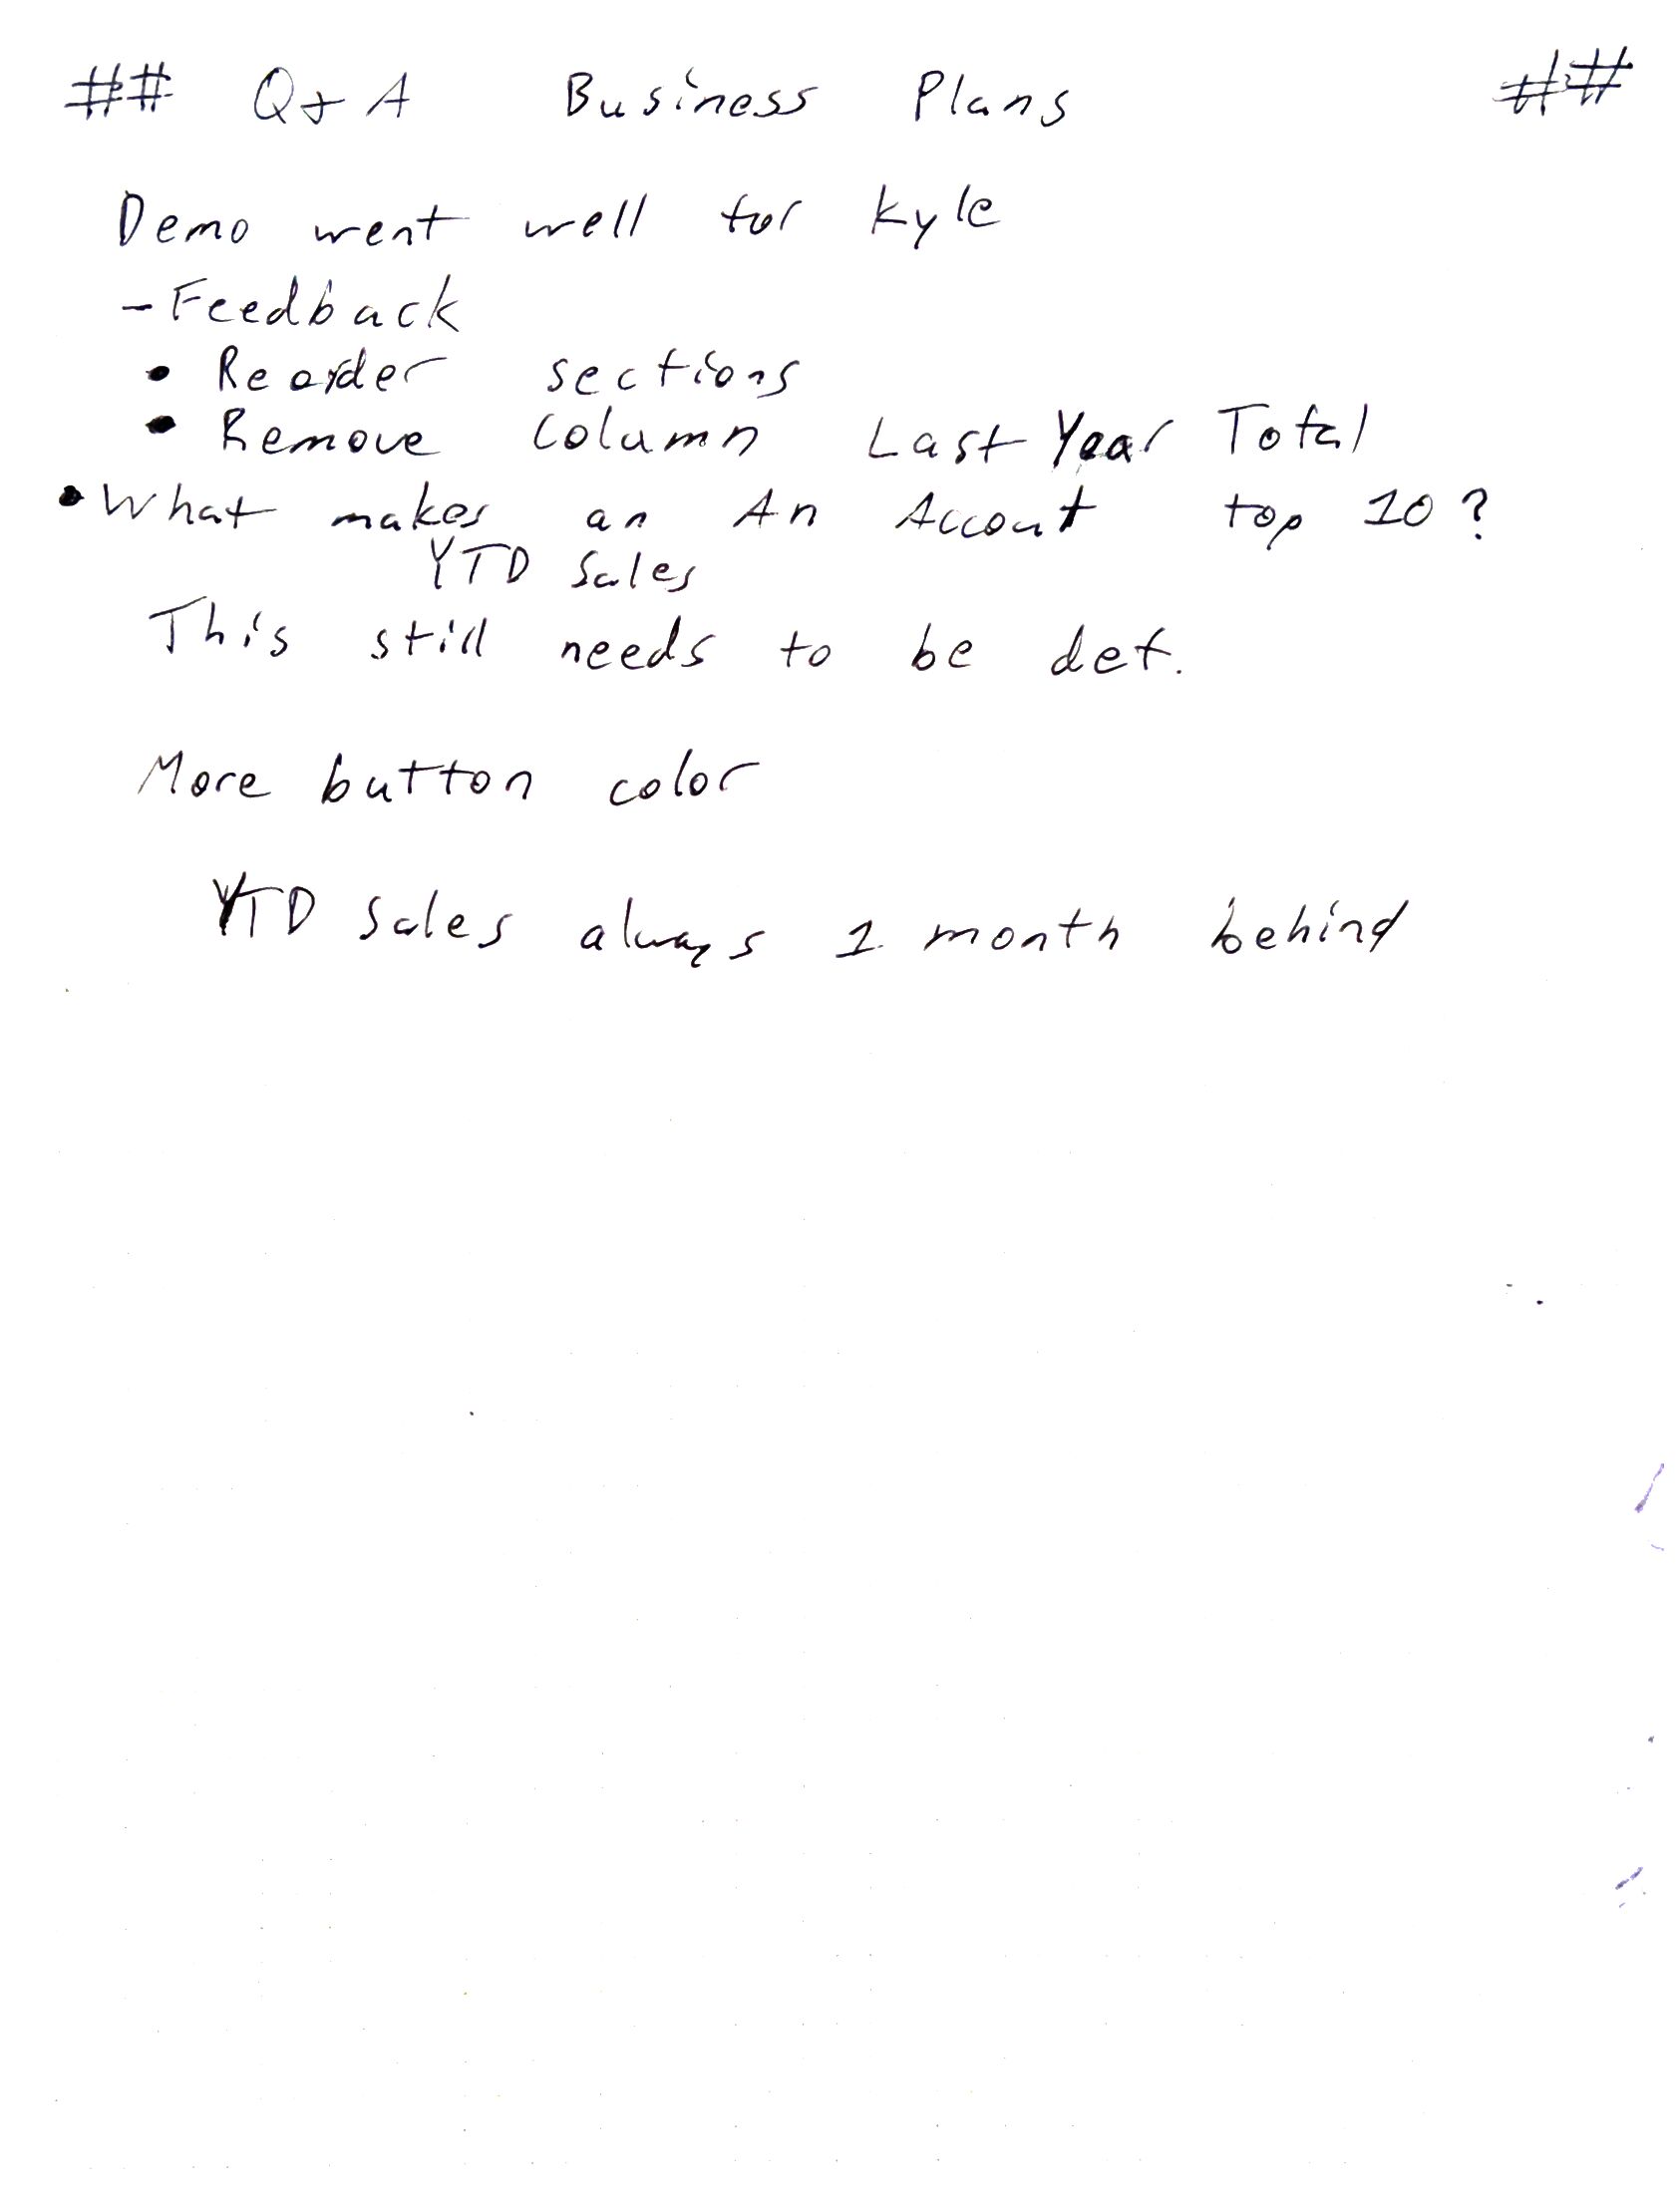 ## Q & A Business Plans ##
Demo went well for Kyle
- Feedback
• Reorder sections
• Remove Column Last Year Total
• What makes an An Account top 10?
YTD Sales
This still needs to be det.
More button color
YTD Sales always 1 month behind